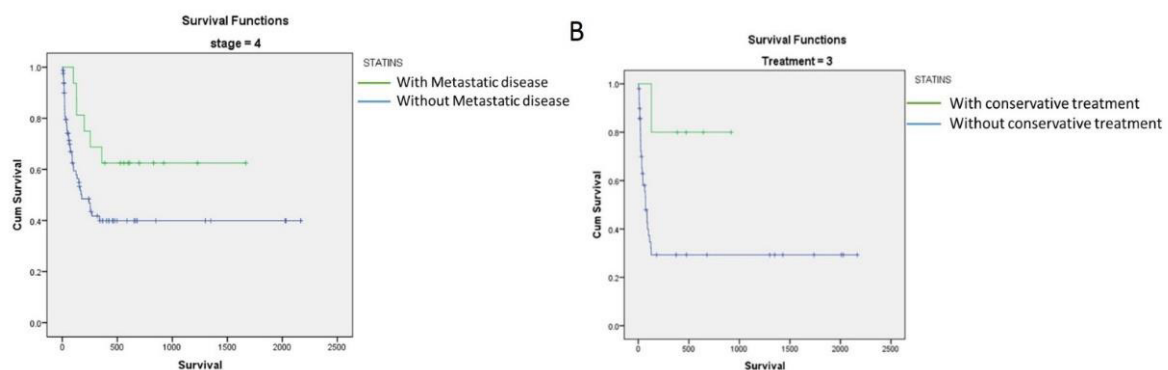 Survival Functions
stage = 4
STATINS
With Metastatic disease
Without Metastatic disease
Cum Survival
1.0
0.8
0.6
0.4
0.2
0.0
0 500 1000 1500 2000 2500
Survival
B
Survival Functions
Treatment = 3
STATINS
With conservative treatment
Without conservative treatment
Cum Survival
1.0
0.8
0.6
0.4
0.2
0.0
0 500 1000 1500 2000 2500
Survival